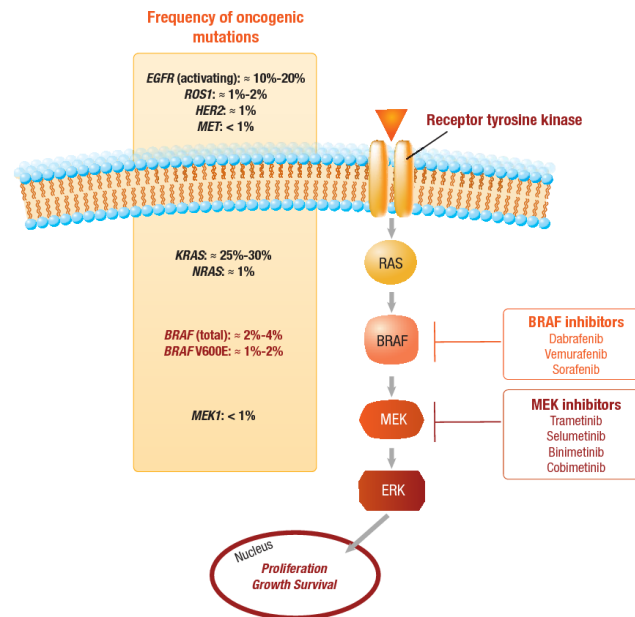 Frequency of oncogenic
mutations
EGFR (activating): ≈ 10%-20%
ROS1: ≈ 1%-2%
HER2: ≈ 1%
MET: < 1%
Receptor tyrosine kinase
KRAS: ≈ 25%-30%
NRAS: ≈ 1%
RAS
BRAF (total): ≈ 2%-4%
BRAF V600E: ≈ 1%-2%
BRAF
BRAF inhibitors
Dabrafenib
Vemurafenib
Sorafenib
MEK1: < 1%
MEK
MEK inhibitors
Trametinib
Selumetinib
Binimetinib
Cobimetinib
ERK
Nucleus
Proliferation
Growth Survival